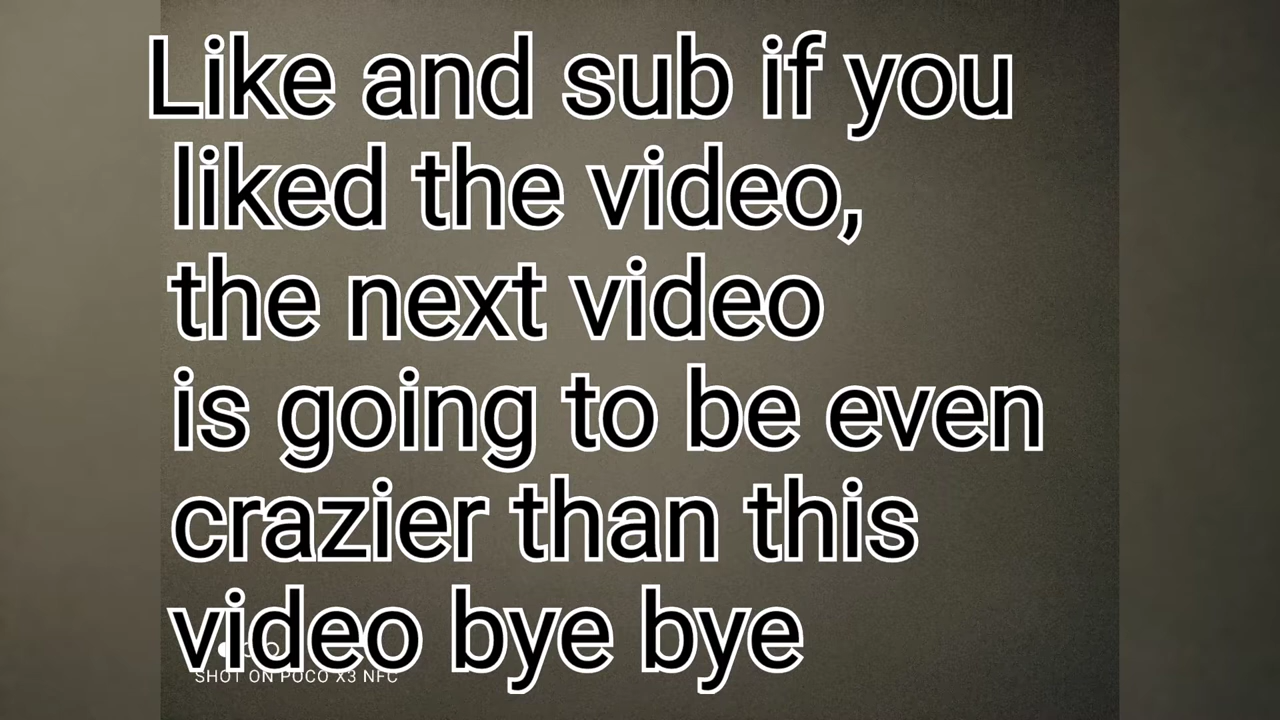 Like and sub if you
liked the video,
the next video
is going to be even
crazier than this
video bye bye
SHOT ON POCO X3 NFC